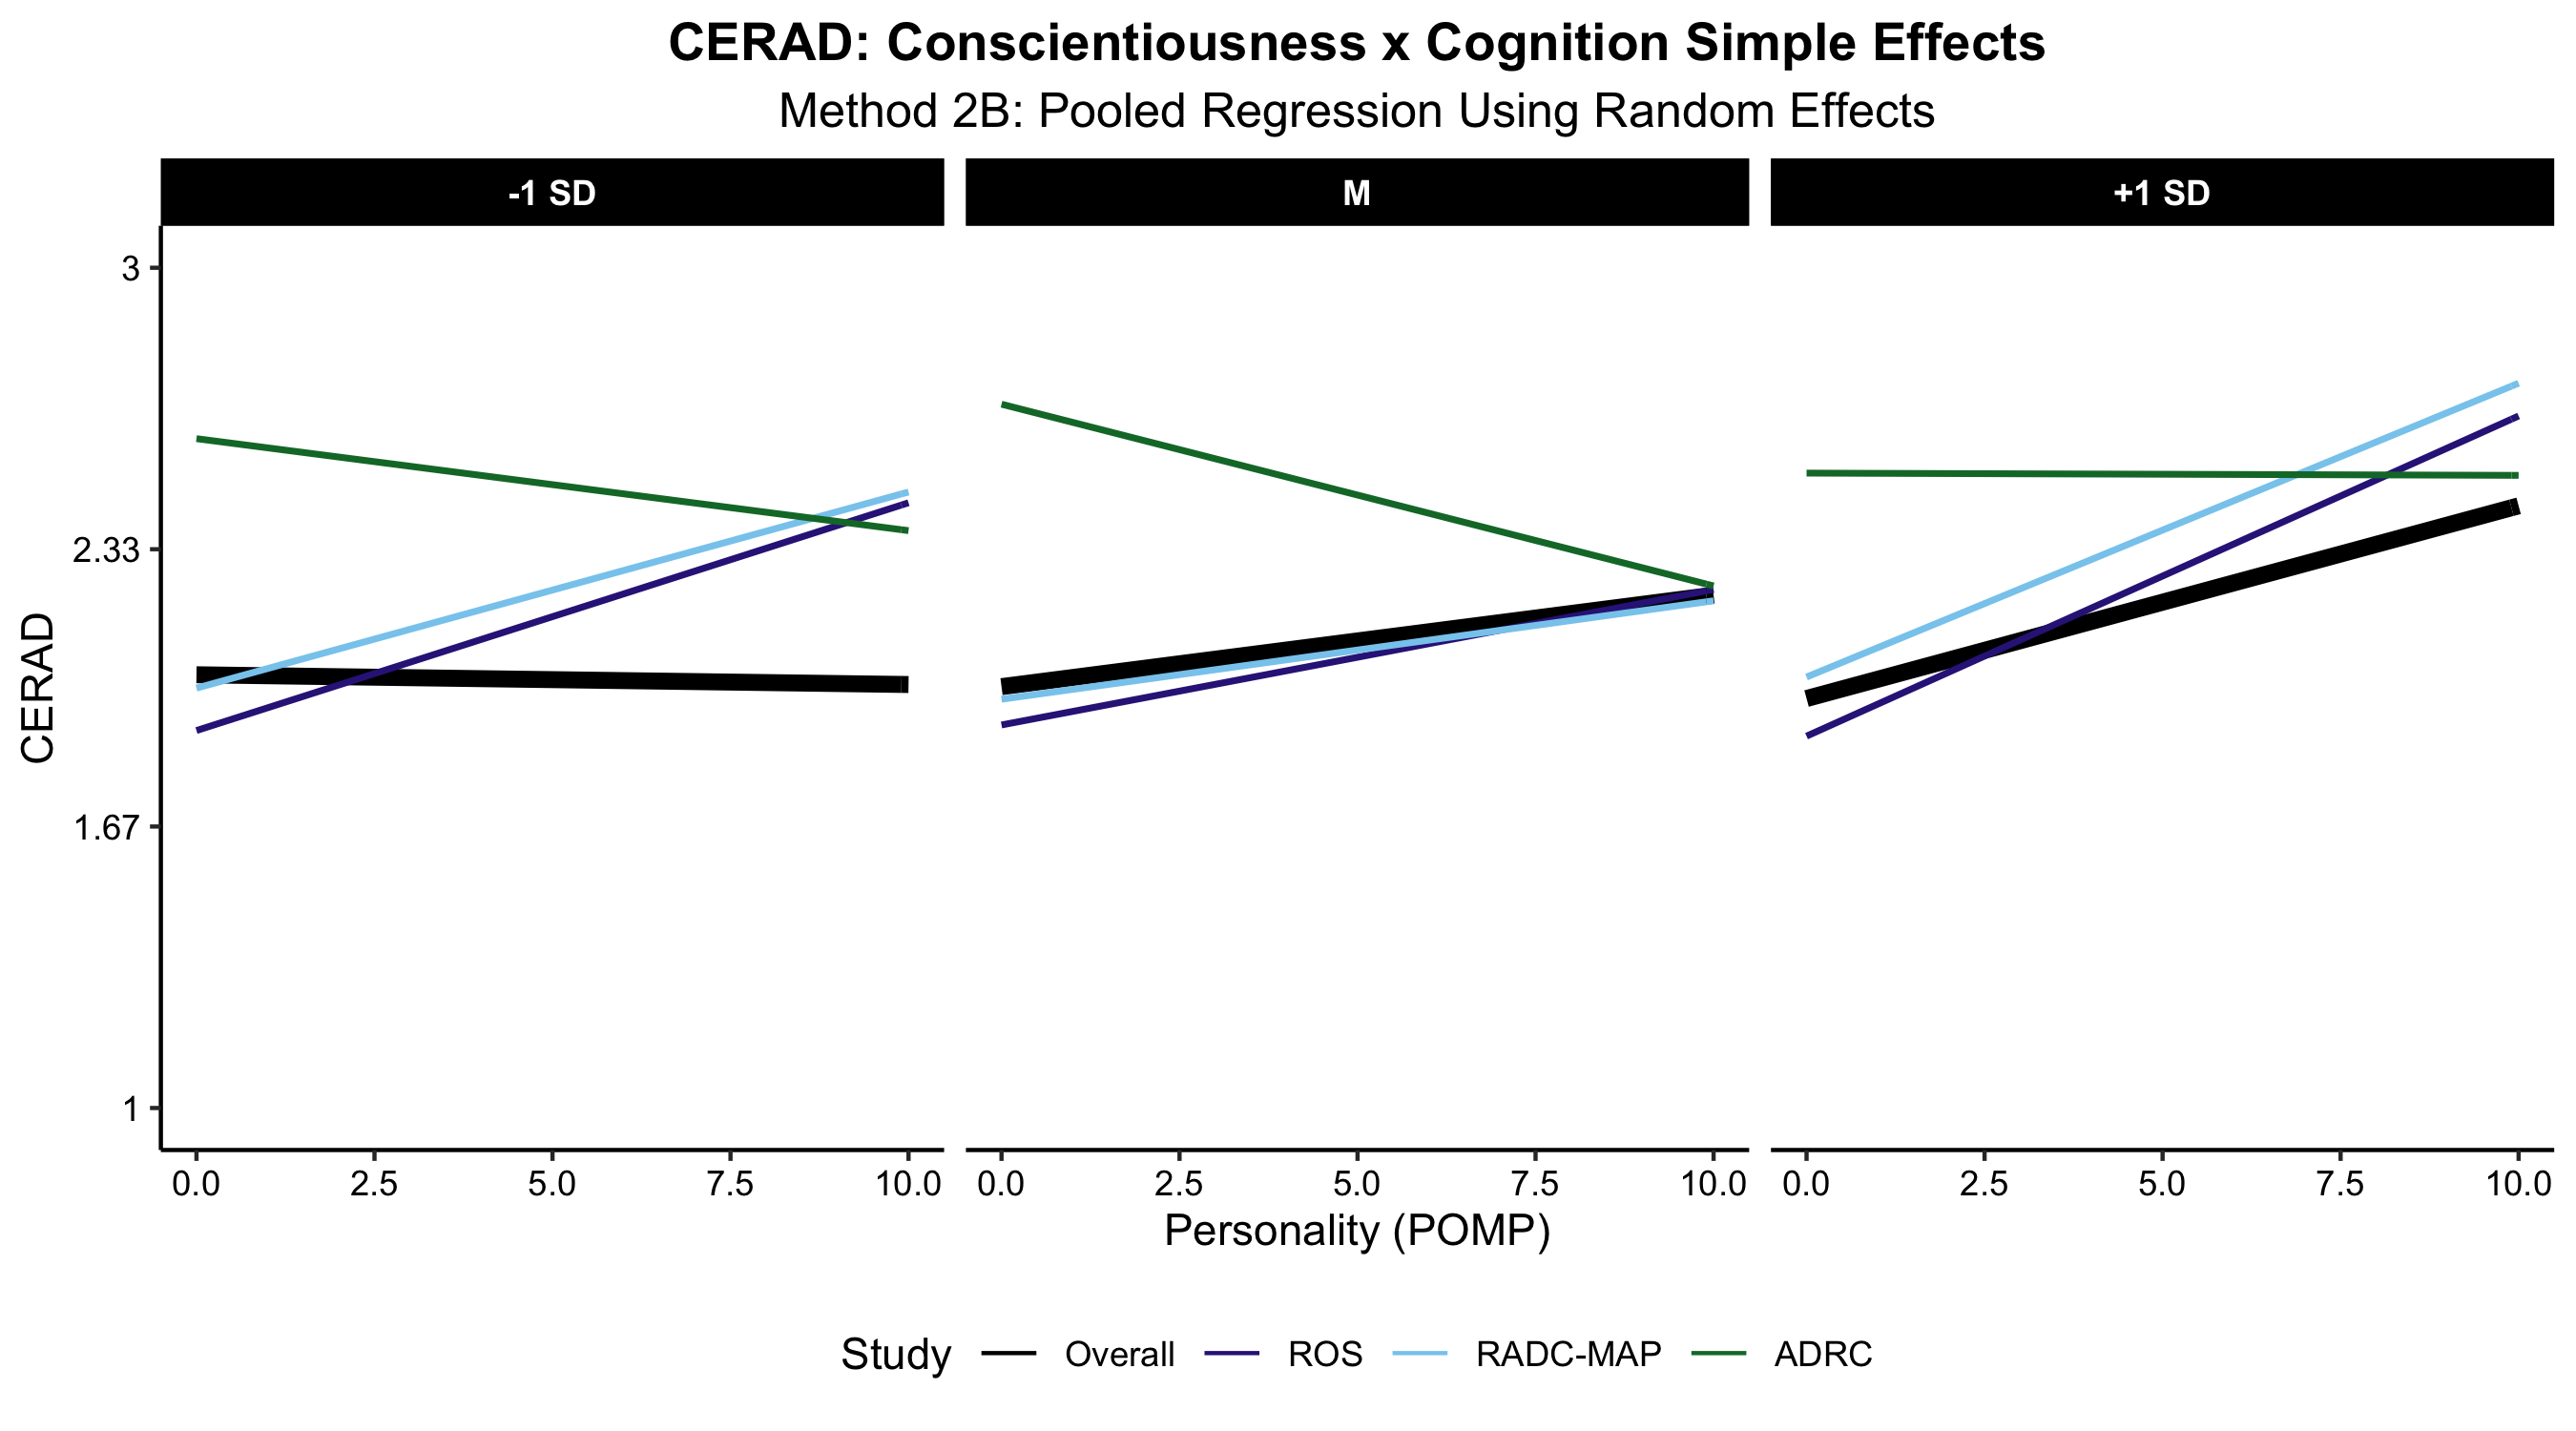 CERAD: Conscientiousness x Cognition Simple Effects
Method 2B: Pooled Regression Using Random Effects
-1 SD
M
+1 SD
3
2.33
1.67
1
CERAD
0.0 2.5 5.0 7.5 10.0
0.0 2.5 5.0 7.5 10.0
0.0 2.5 5.0 7.5 10.0
Personality (POMP)
Study Overall ROS RADC-MAP ADRC